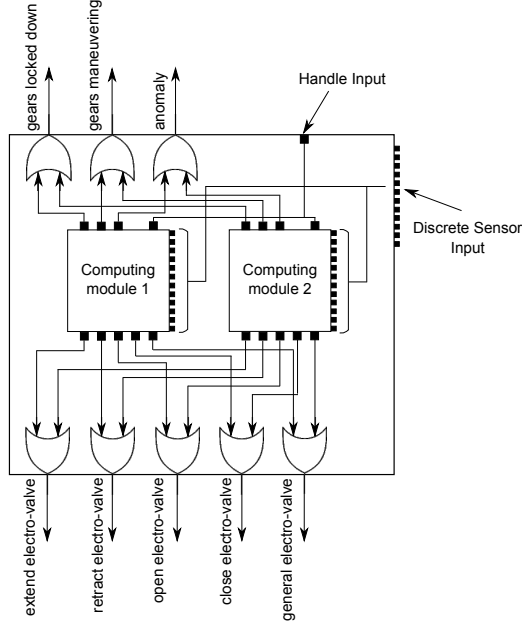 gears locked down
gears maneuvering
anomaly
Handle Input
Discrete Sensor
Input
Computing
module 1
Computing
module 2
extend electro-valve
retract electro-valve
open electro-valve
close electro-valve
general electro-valve